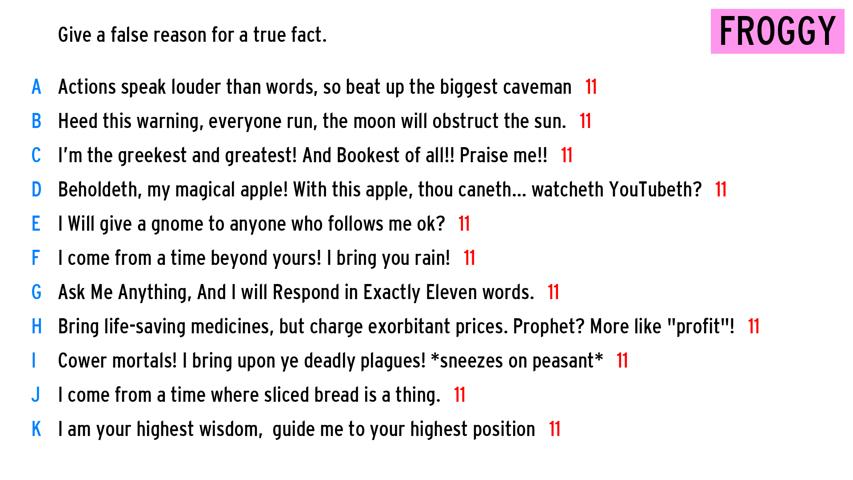 Give a false reason for a true fact.
FROGGY
A Actions speak louder than words, so beat up the biggest caveman 11
B Heed this warning, everyone run, the moon will obstruct the sun. 11
C I'm the greekest and greatest! And Bookest of all!! Praise me!! 11
D Beholdeth, my magical apple! With this apple, thou caneth... watcheth YouTubeth? 11
E I Will give a gnome to anyone who follows me ok? 11
F I come from a time beyond yours! I bring you rain! 11
G Ask Me Anything, And I will Respond in Exactly Eleven words. 11
H Bring life-saving medicines, but charge exorbitant prices. Prophet? More like "profit"! 11
I Cower mortals! I bring upon ye deadly plagues! *sneezes on peasant* 11
J I come from a time where sliced bread is a thing. 11
K I am your highest wisdom,  guide me to your highest position 11